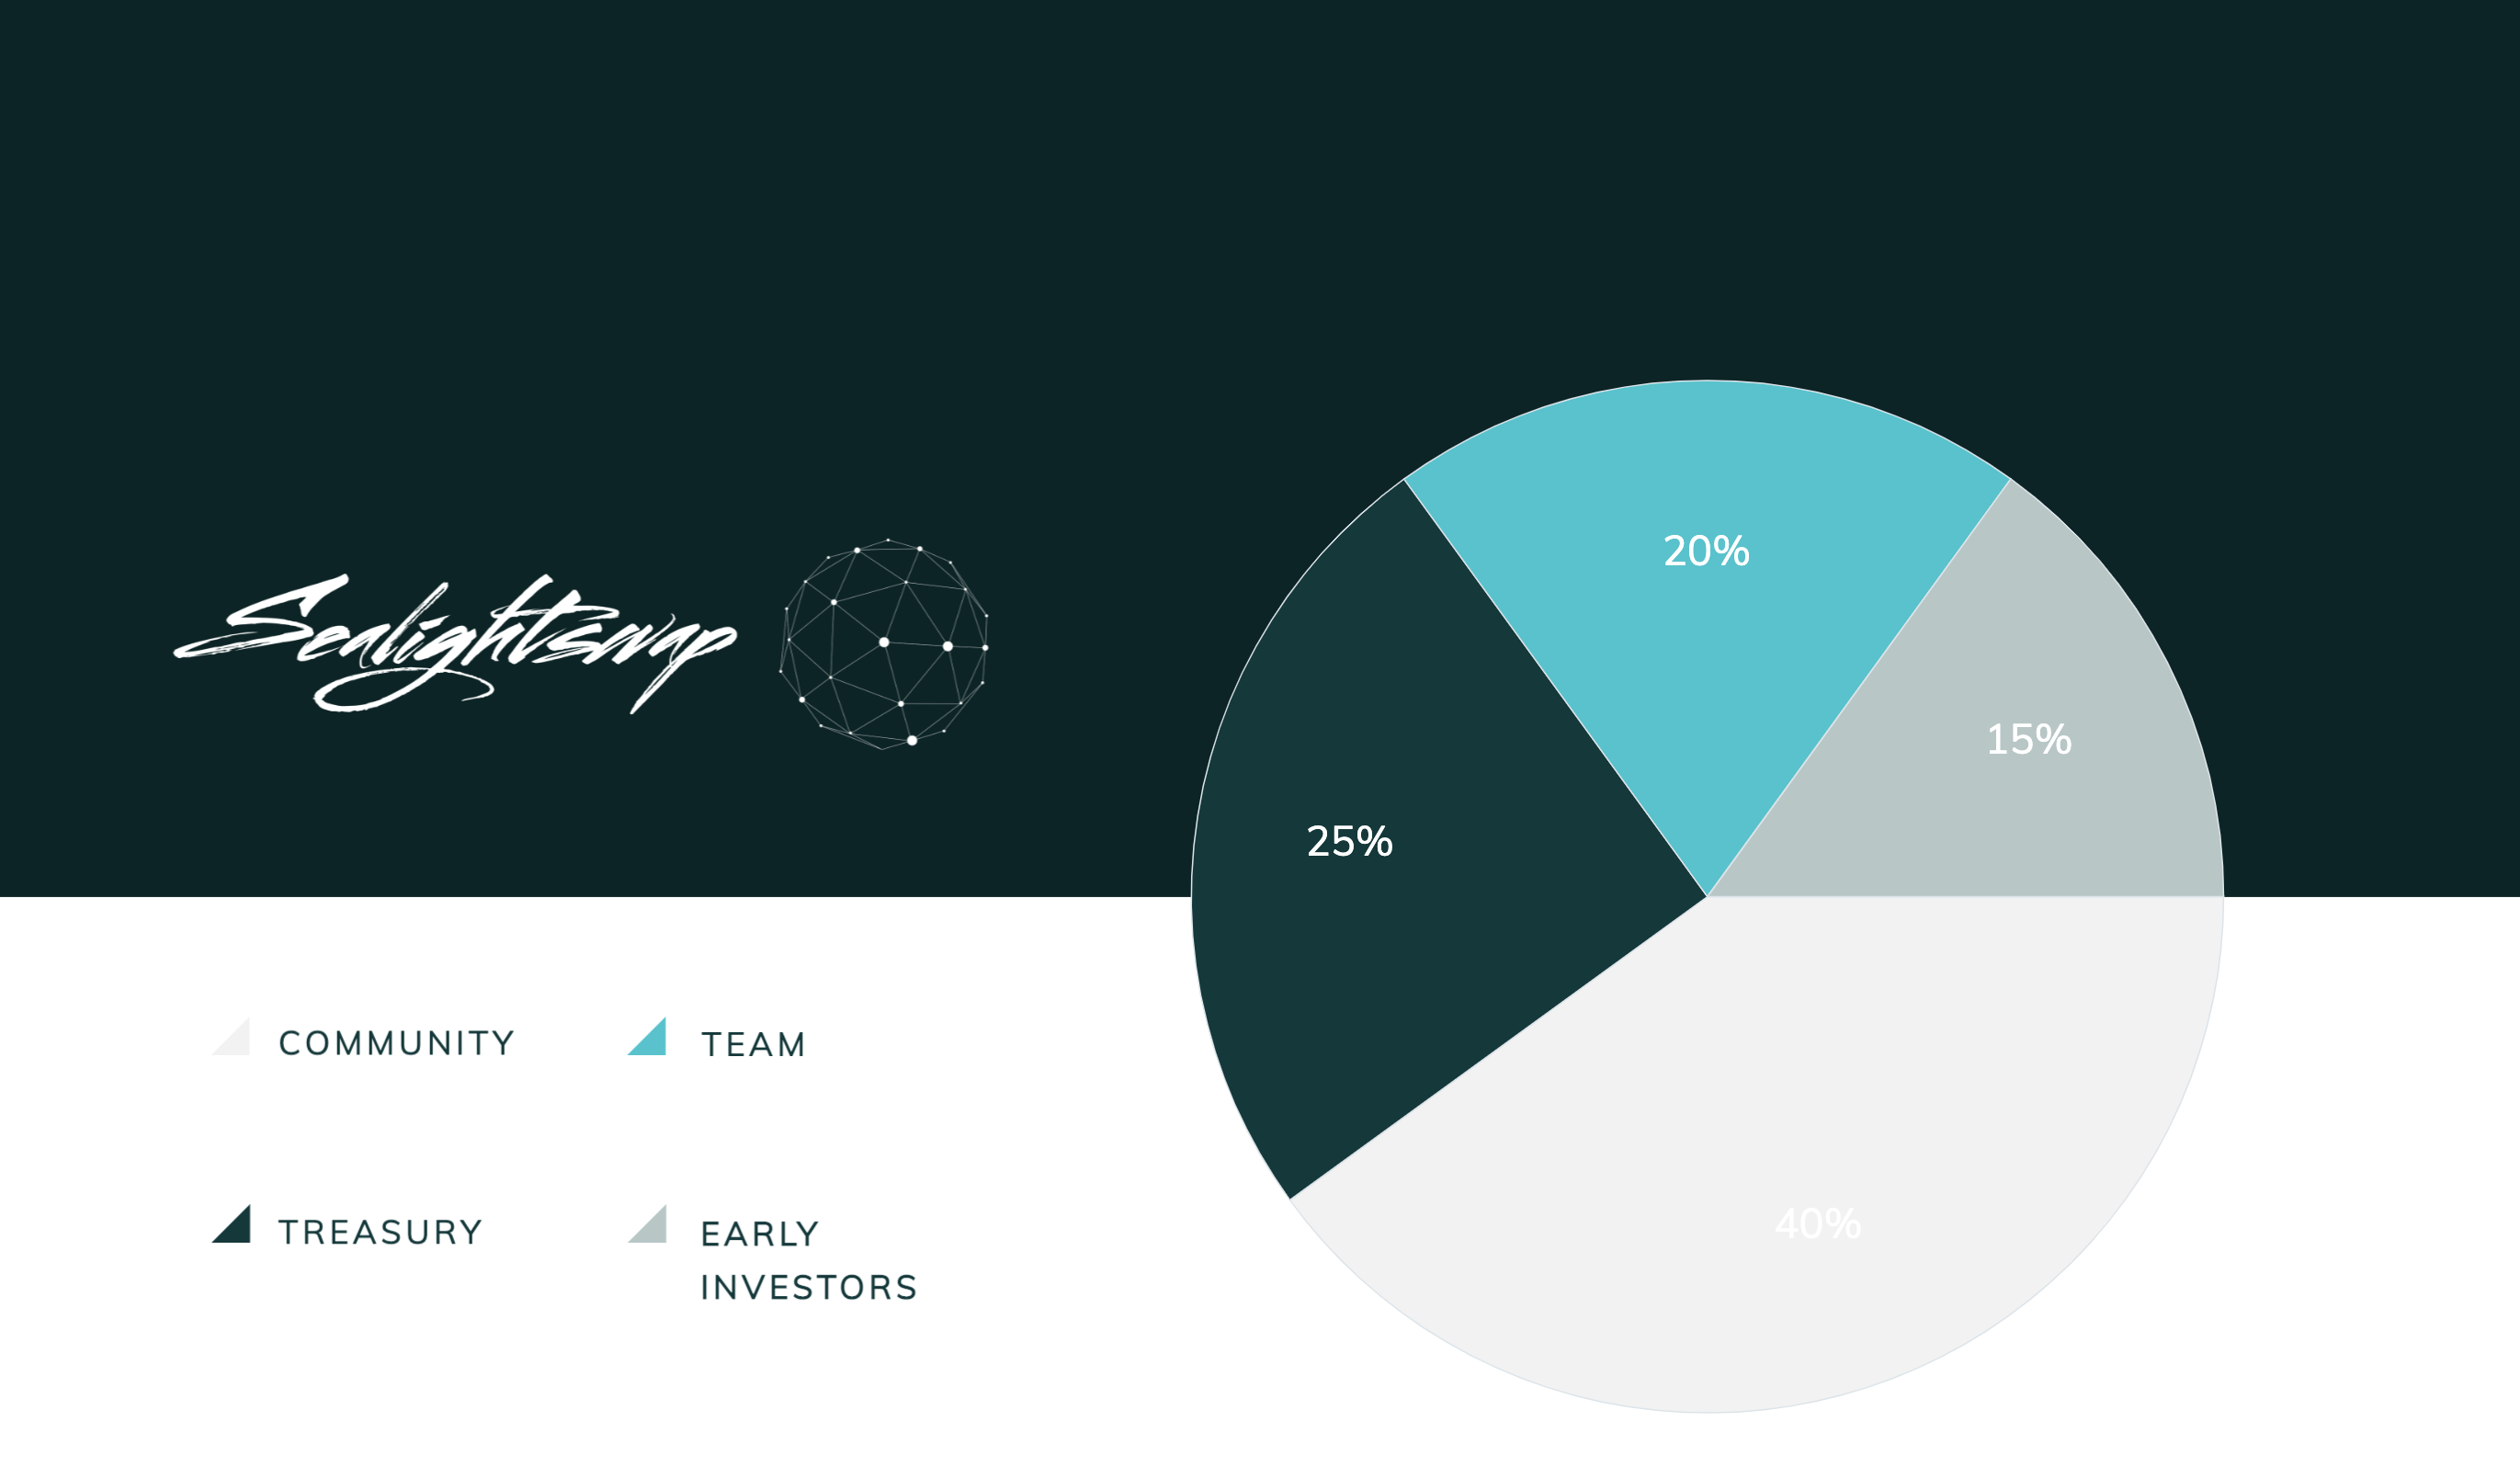 Sealightswap
20%
15%
25%
COMMUNITY
TEAM
TREASURY
EARLY
INVESTORS
40%